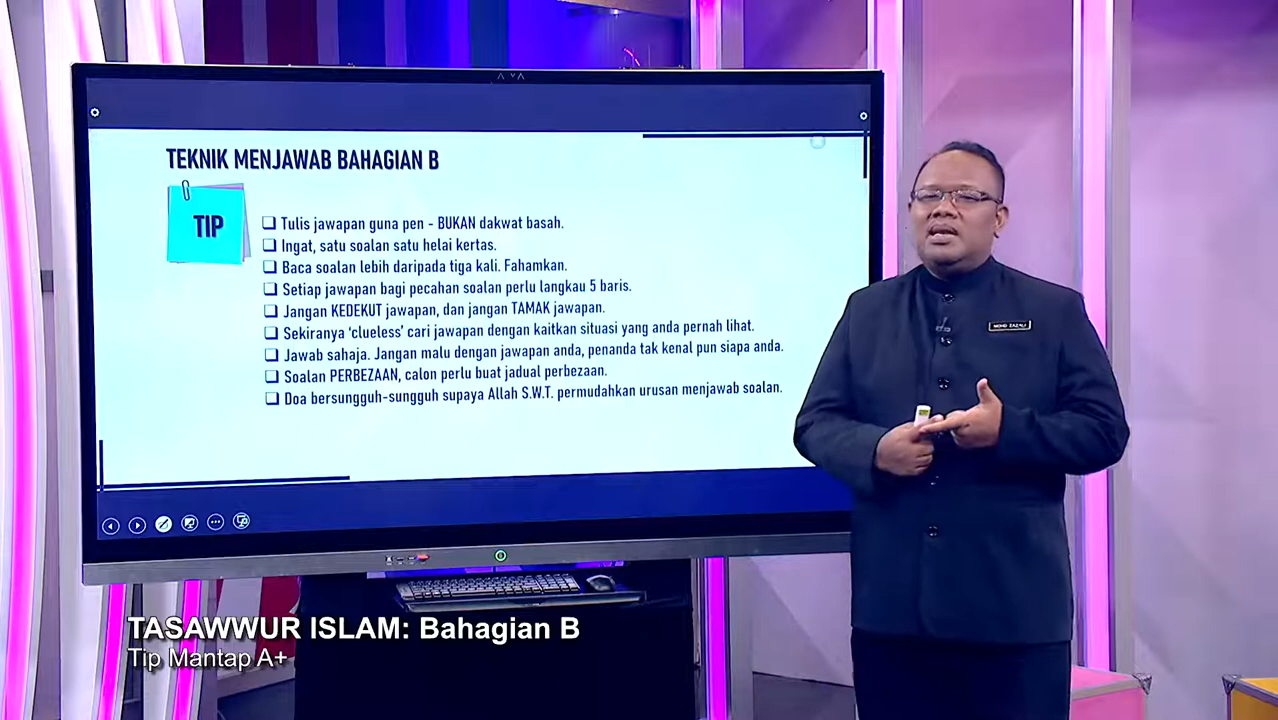 TEKNIK MENJAWAB BAHAGIAN B
TIP
Tulis jawapan guna pen - BUKAN dakwat basah.
Ingat, satu soalan satu helai kertas.
Baca soalan lebih daripada tiga kali. Fahamkan.
Setiap jawapan bagi pecahan soalan perlu langkau 5 baris.
Jangan KEDEKUT jawapan, dan jangan TAMAK jawapan.
Sekiranya ‘clueless’ cari jawapan dengan kaitkan situasi yang anda pernah lihat.
Jawab sahaja. Jangan malu dengan jawapan anda, penanda tak kenal pun siapa anda.
Soalan PERBEZAAN, calon perlu buat jadual perbezaan.
Doa bersungguh-sungguh supaya Allah S.W.T. permudahkan urusan menjawab soalan.
MOHD ZAZALI
TASAWWUR ISLAM: Bahagian B
Tip Mantap A+